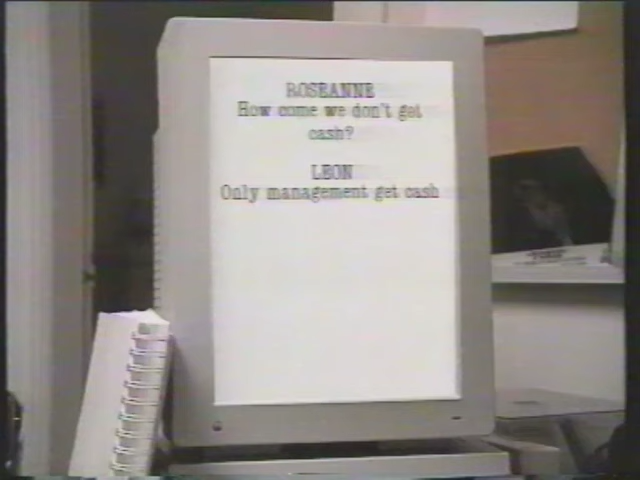 ROSEANNE
How come we don't get
cash?
LEON
Only management get cash